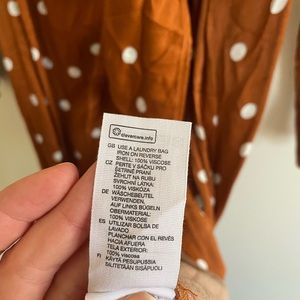 clevercare.info
GB USE A LAUNDRY BAG
IRON ON REVERSE
SHELL: 100% VISCOSE
CZ PERTE V SÁČKU PRO
ŠETRNÉ PRANÍ
ŽEHLIT NA RUBU
SVRCHNÍ LÁTKA:
100% VISKÓZA
DE WÄSCHEBEUTEL
VERWENDEN.
AUF LINKS BÜGELN
OBERMATERIAL:
100% VISKOSE
ES UTILIZAR BOLSA DE
LAVADO
PLANCHAR CON EL REVÉS
HACIA AFUERA
TELA EXTERIOR:
100% viscosa
FI KÄYTÄ PESUPUSSIA
SILITETÄÄN SISÄPUOLI